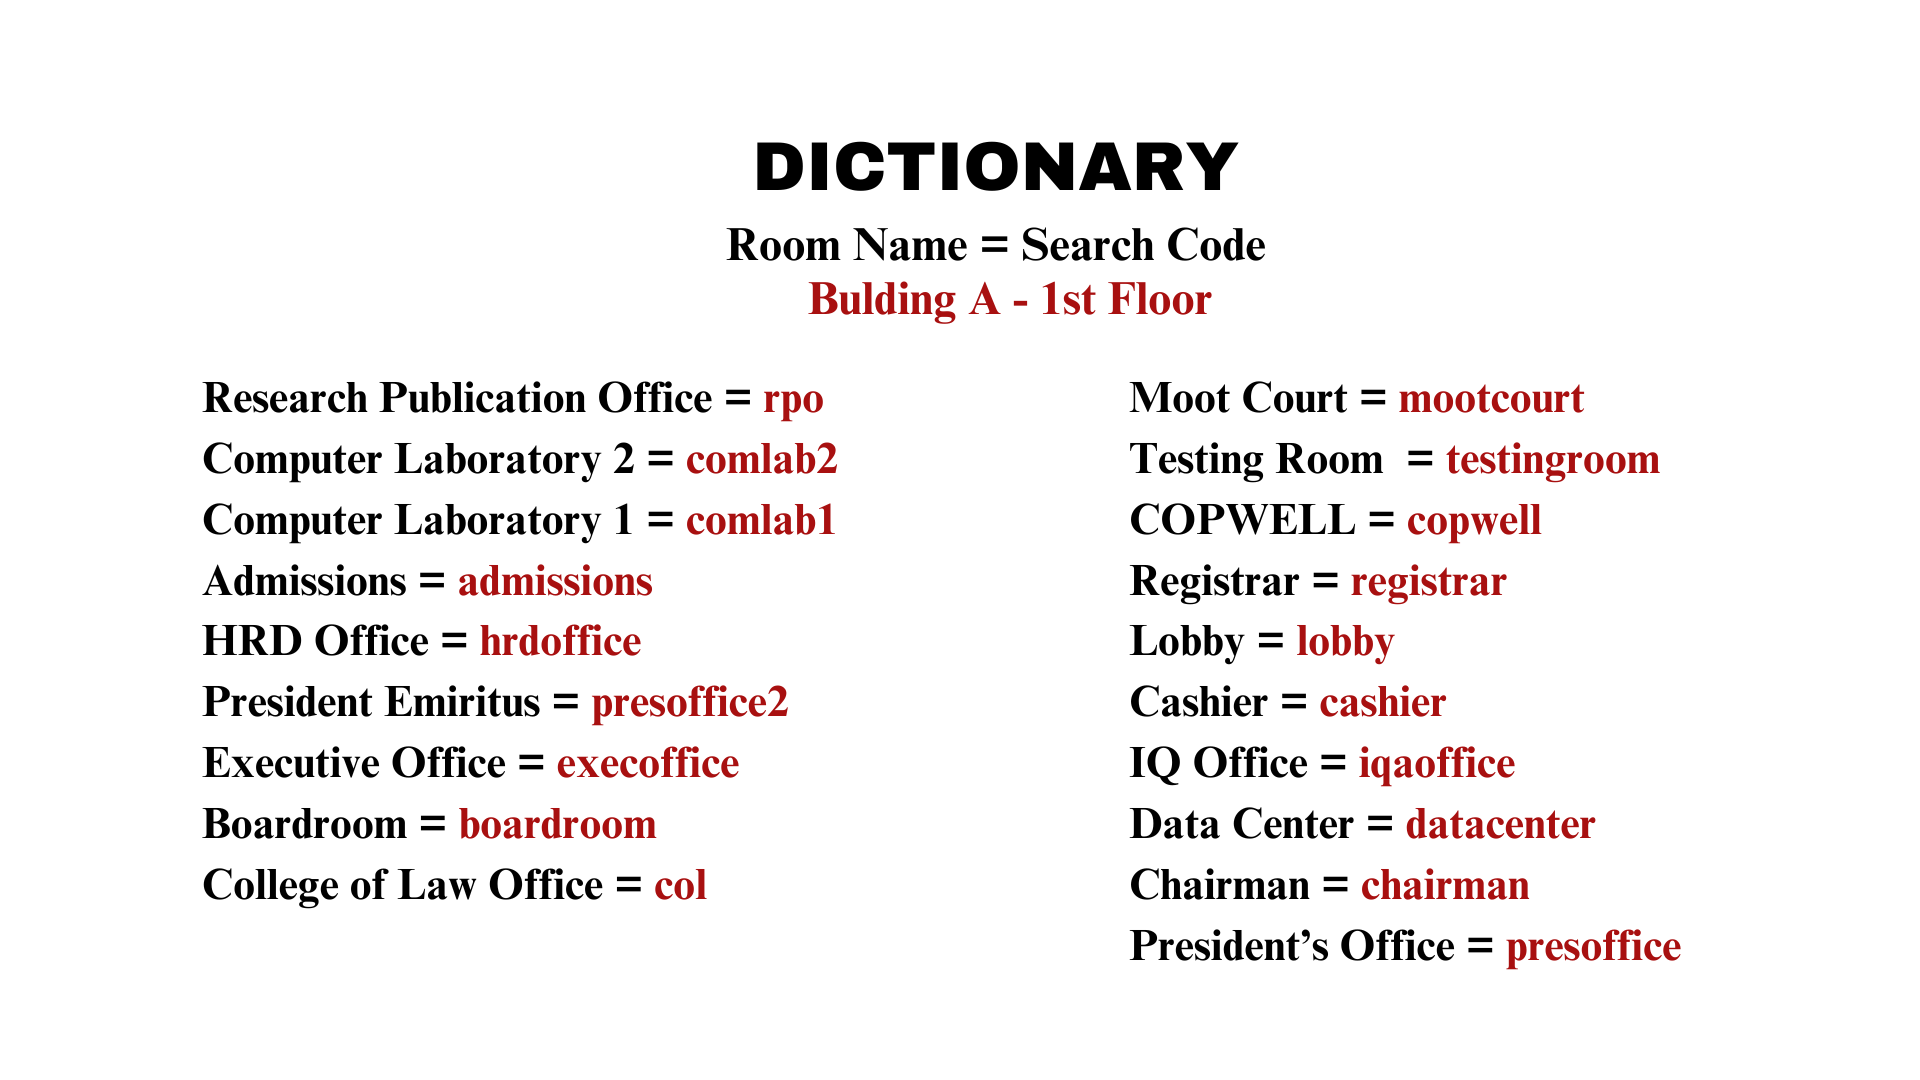 DICTIONARY
Room Name = Search Code
Bulding A - 1st Floor
Research Publication Office = rpo
Computer Laboratory 2 = comlab2
Computer Laboratory 1 = comlab1
Admissions = admissions
HRD Office = hrdoffice
President Emiritus = presoffice2
Executive Office = execoffice
Boardroom = boardroom
College of Law Office = col
Moot Court = mootcourt
Testing Room = testingroom
COPWELL = copwell
Registrar = registrar
Lobby = lobby
Cashier = cashier
IQ Office = iqaoffice
Data Center = datacenter
Chairman = chairman
President’s Office = presoffice